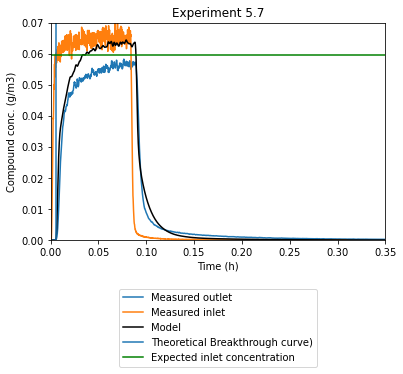 Experiment 5.7
0.07
0.06
0.05
0.04
0.03
0.02
0.01
0.00
Compound conc. (g/m3)
0.00 0.05 0.10 0.15 0.20 0.25 0.30 0.35
Time (h)
Measured outlet
Measured inlet
Model
Theoretical Breakthrough curve)
Expected inlet concentration